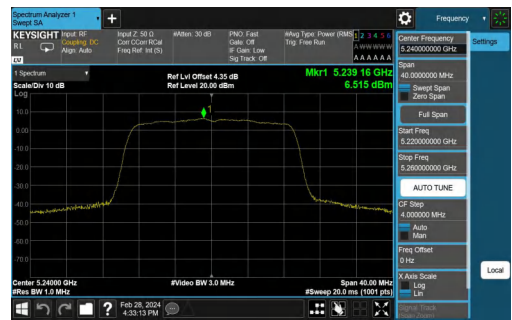 Spectrum Analyzer 1
Swept SA
Frequency
KEYSIGHT Input: RF
RL Coupling: DC
Align: Auto
Input Z: 50 Ω
Corr CCorr RCal
Freq Ref: Int (S)
#Atten: 30 dB
PNO: Fast
Gate: Off
IF Gain: Low
Sig Track: Off
#Avg Type: Power (RMS)
Trig: Free Run
1 2 3 4 5 6
A W W W W W
A A A A A A
LV
1 Spectrum
Scale/Div 10 dB
Ref Lvl Offset 4.35 dB
Ref Level 20.00 dBm
Mkr1 5.239 16 GHz
6.515 dBm
Log
1
10.0
0.00
-10.0
-20.0
-30.0
-40.0
-50.0
-60.0
-70.0
Center 5.24000 GHz
#Res BW 1.0 MHz
#Video BW 3.0 MHz
Span 40.00 MHz
#Sweep 20.0 ms (1001 pts)
Feb 28, 2024
4:33:13 PM
Center Frequency
5.240000000 GHz
Settings
Span
40.0000000 MHz
Swept Span
Zero Span
Full Span
Start Freq
5.220000000 GHz
Stop Freq
5.260000000 GHz
AUTO TUNE
CF Step
4.000000 MHz
Auto
Man
Freq Offset
0 Hz
X Axis Scale
Log
Lin
Local
Signal Track